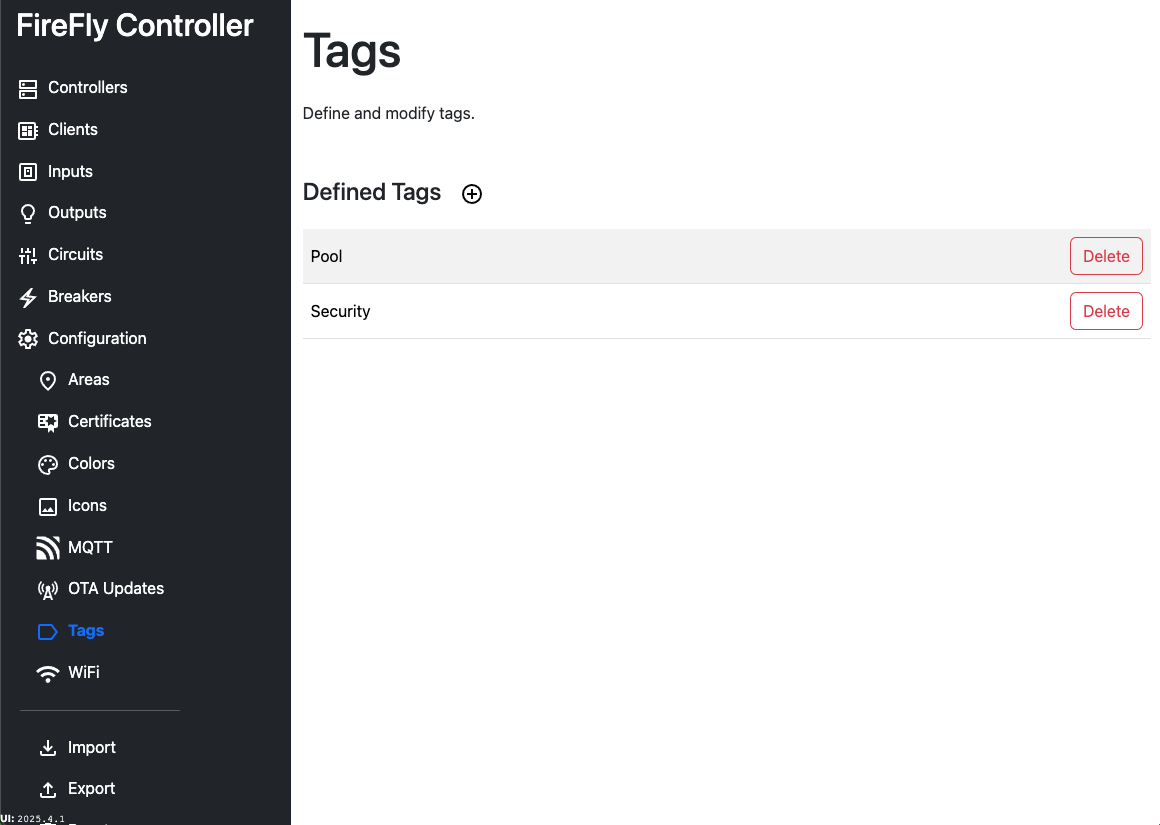 FireFly Controller
Controllers
Clients
Inputs
Outputs
Circuits
Breakers
Configuration
Areas
Certificates
Colors
Icons
MQTT
OTA Updates
Tags
WiFi
Import
Export
UI: 2025.4.1
Tags
Define and modify tags.
Defined Tags
Pool Delete
Security Delete